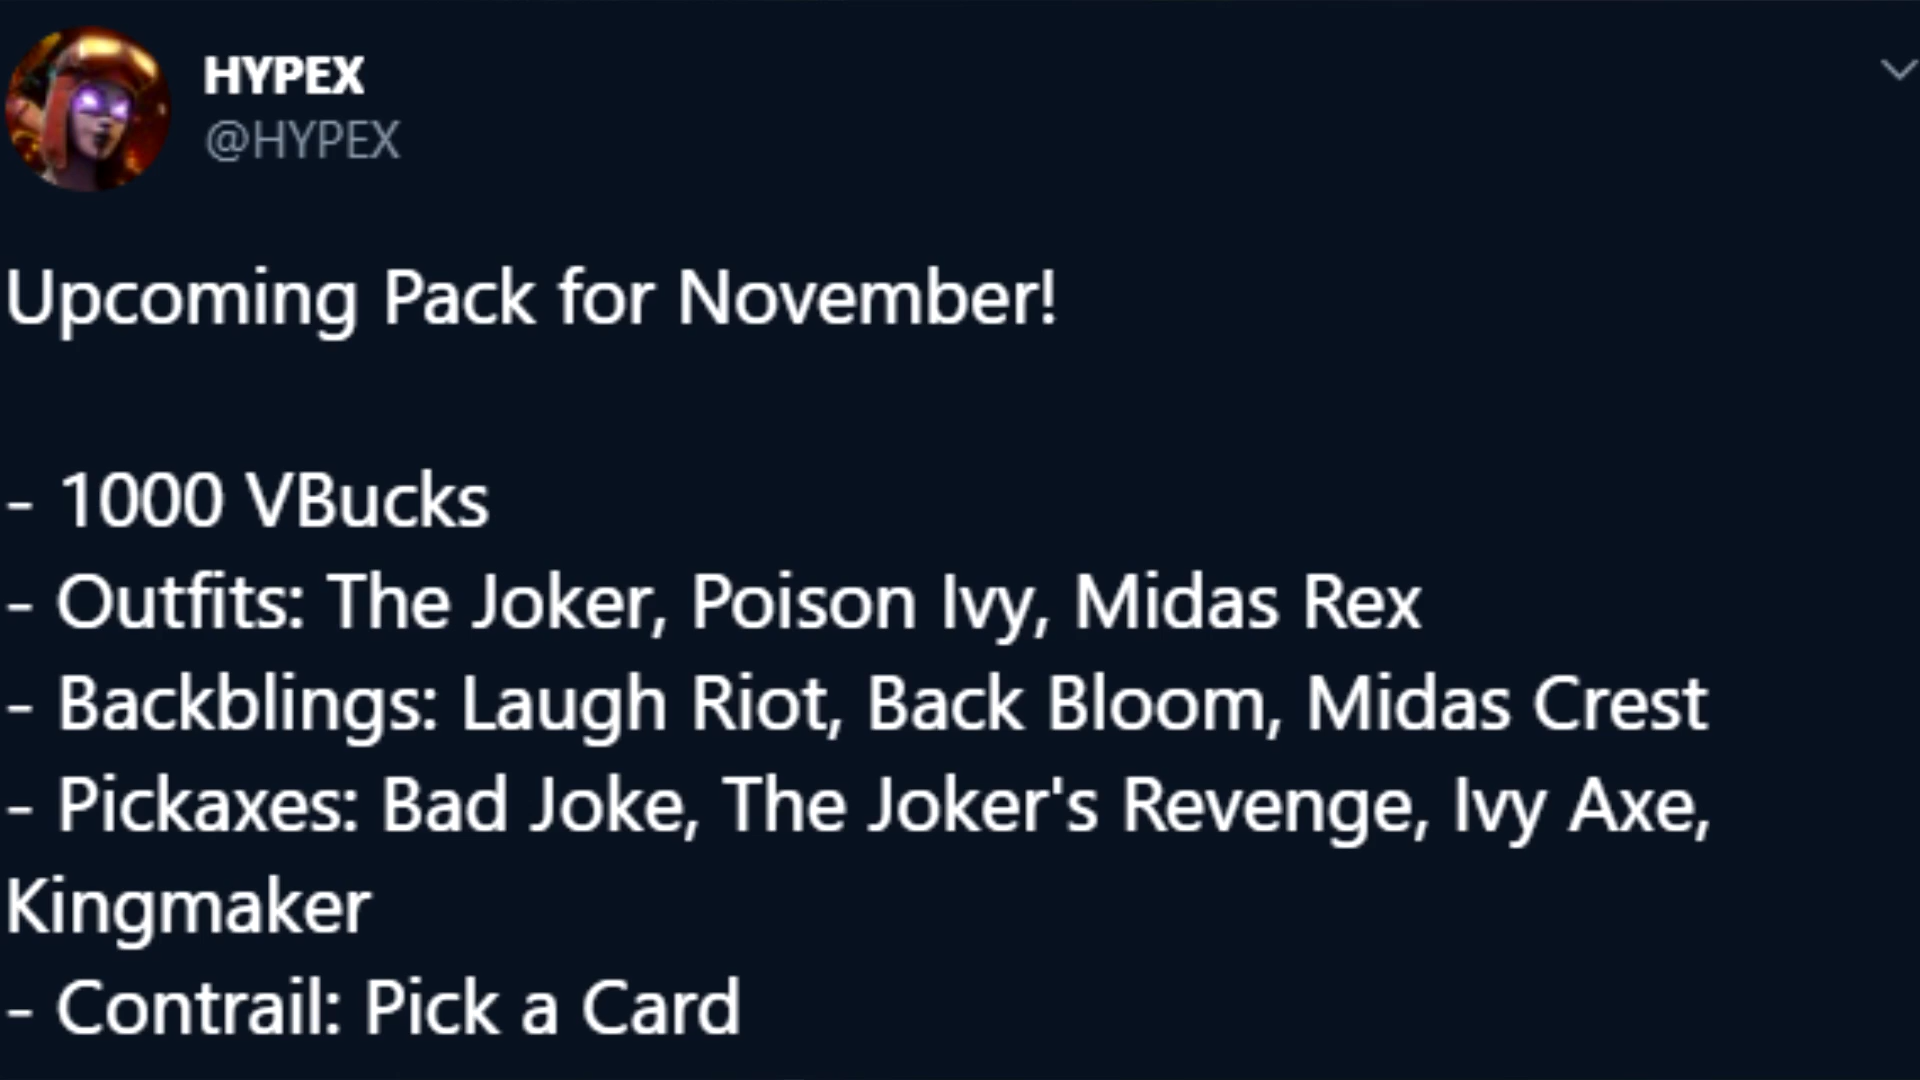 HYPEX
@HYPEX
Upcoming Pack for November!
- 1000 VBucks
- Outfits: The Joker, Poison Ivy, Midas Rex
- Backblings: Laugh Riot, Back Bloom, Midas Crest
- Pickaxes: Bad Joke, The Joker's Revenge, Ivy Axe,
Kingmaker
- Contrail: Pick a Card